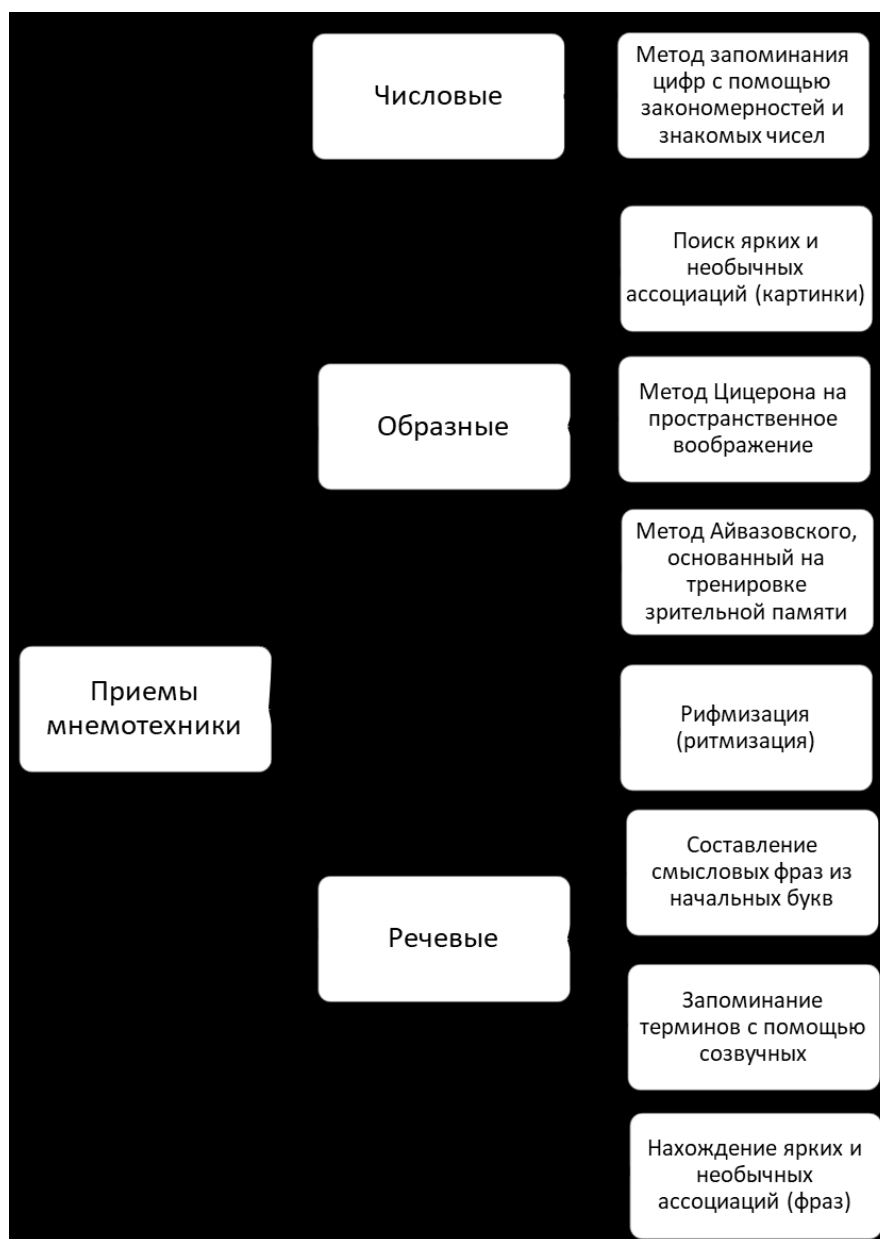 Приемы
мнемотехники
Числовые
Метод запоминания
цифр с помощью
закономерностей и
знакомых чисел
Образные
Поиск ярких и
необычных
ассоциаций (картинки)
Метод Цицерона на
пространственное
воображение
Метод Айвазовского,
основанный на
тренировке
зрительной памяти
Речевые
Рифмизация
(ритмизация)
Составление
смысловых фраз из
начальных букв
Запоминание
терминов с помощью
созвучных
Нахождение ярких и
необычных
ассоциаций (фраз)